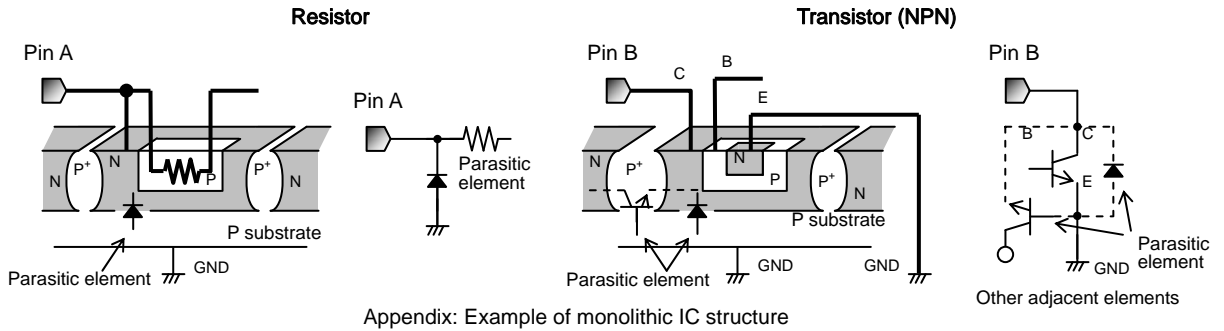 Resistor
Transistor (NPN)
Pin A
N
P+
N
P
P+
N
P substrate
Parasitic element
GND
Pin A
Parasitic
element
Pin B
C
B
E
N
P+
N
P
P+
N
P substrate
Parasitic element
GND
GND
Pin B
B
C
E
GND
Parasitic
element
Other adjacent elements
Appendix: Example of monolithic IC structure